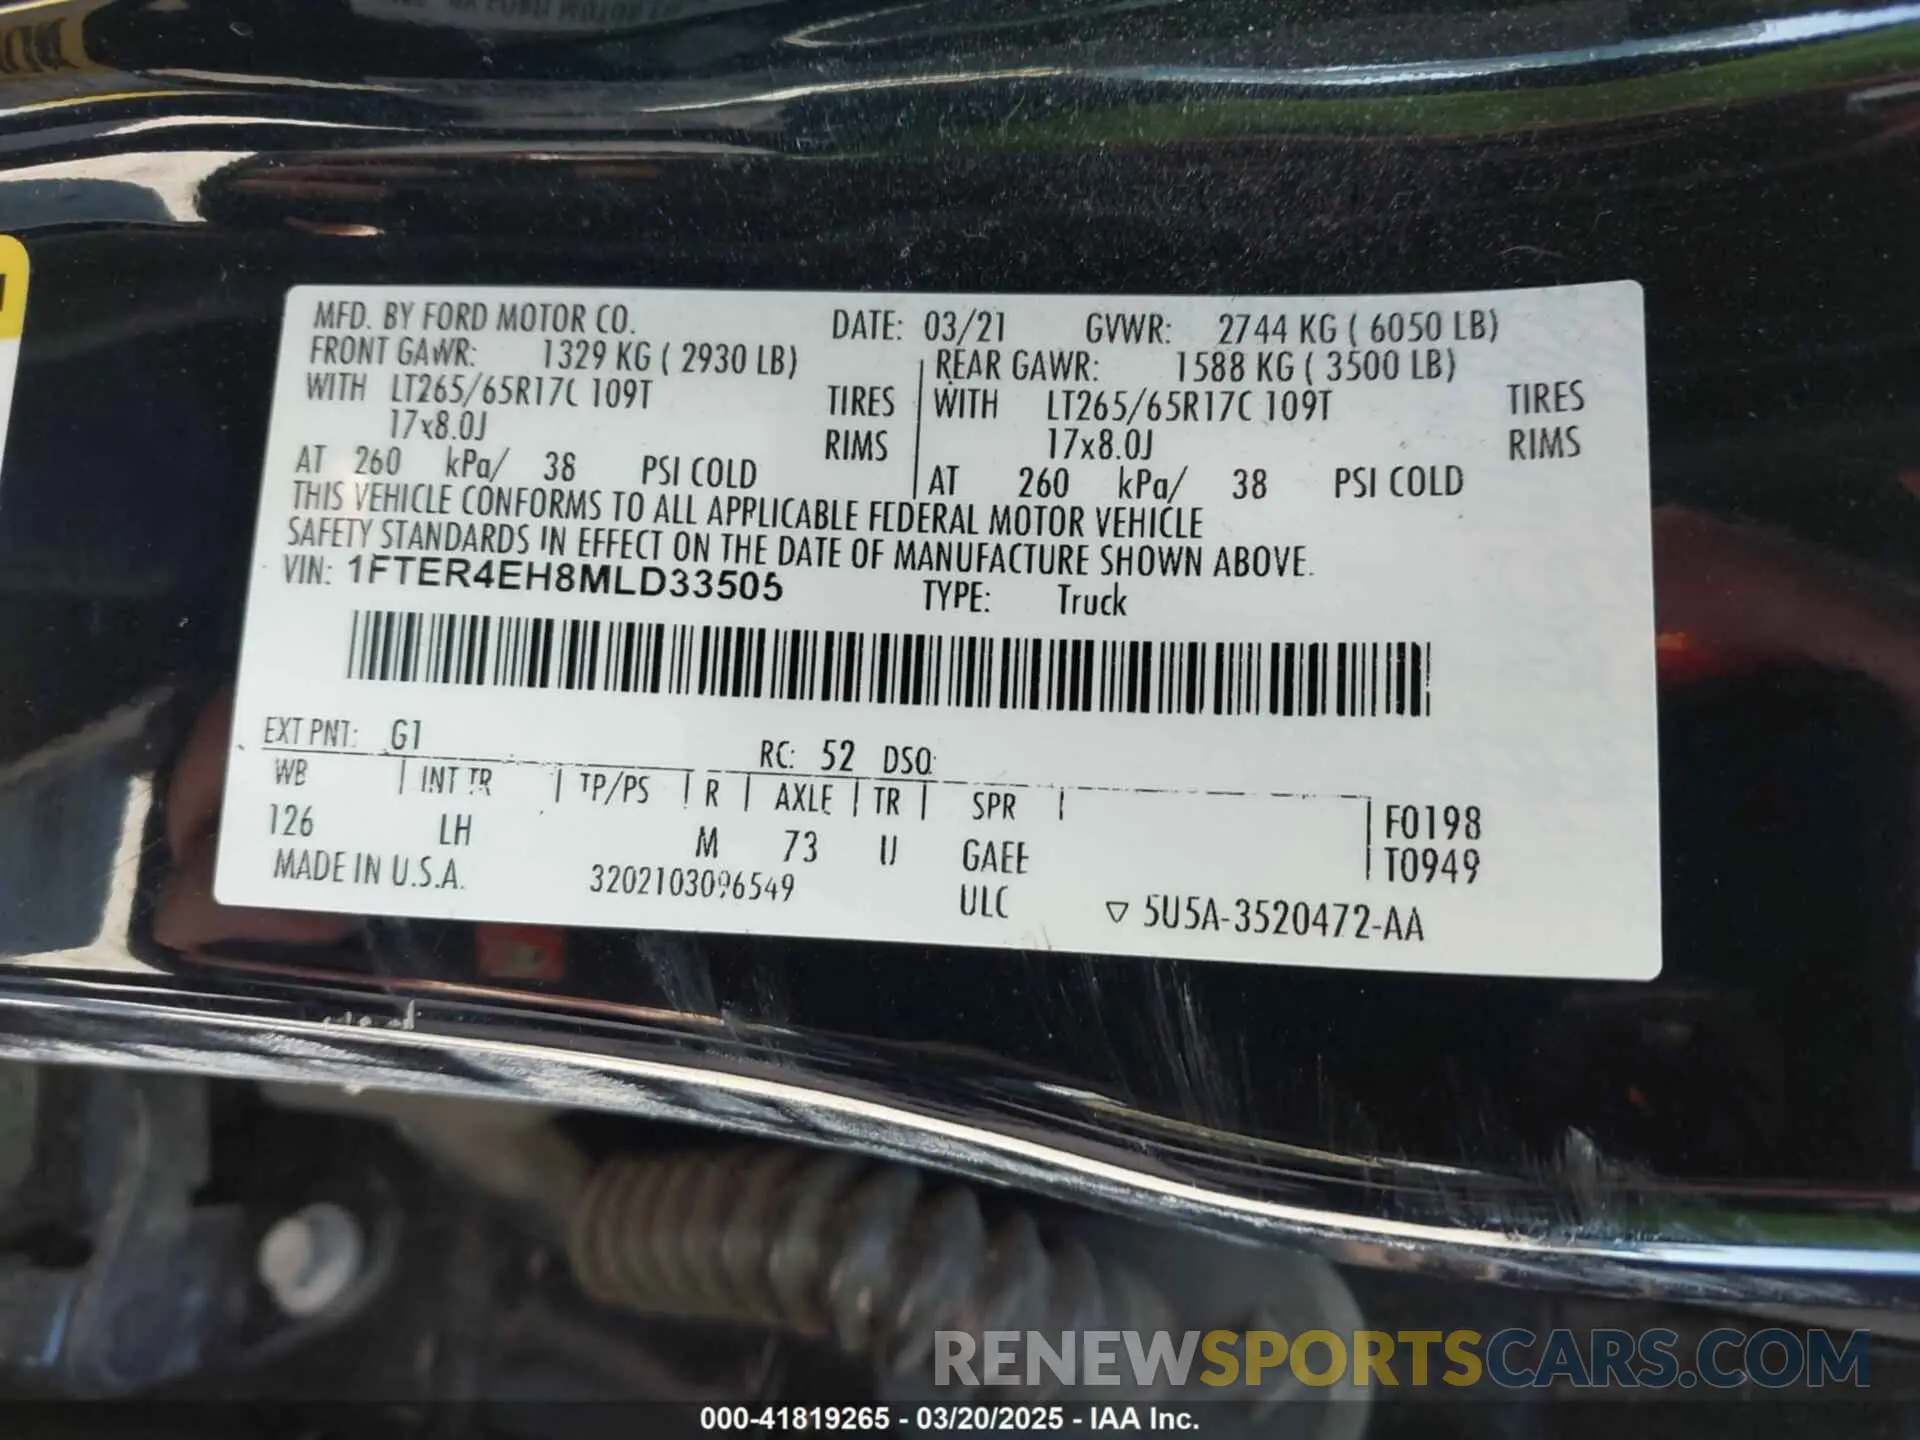 MFD. BY FORD MOTOR CO. DATE: 03/21 GVWR: 2744 KG ( 6050 LB)
FRONT GAWR: 1329 KG ( 2930 LB) REAR GAWR: 1588 KG ( 3500 LB)
WITH LT265/65R17C 109T TIRES WITH LT265/65R17C 109T TIRES
17x8.0J RIMS 17x8.0J RIMS
AT 260 kPa/ 38 PSI COLD AT 260 kPa/ 38 PSI COLD
THIS VEHICLE CONFORMS TO ALL APPLICABLE FEDERAL MOTOR VEHICLE
SAFETY STANDARDS IN EFFECT ON THE DATE OF MANUFACTURE SHOWN ABOVE.
VIN: 1FTER4EH8MLD33505 TYPE: Truck
EXT PNT: G1 RC: 52 DSO:
WB INT TR TP/PS R AXLE TR SPR F0198
126 LH M 73 U GAEE T0949
MADE IN U.S.A. 3202103096549 ULC ▽ 5U5A-3520472-AA
RENEWSPORTSCARS.COM
000-41819265 - 03/20/2025 - IAA Inc.